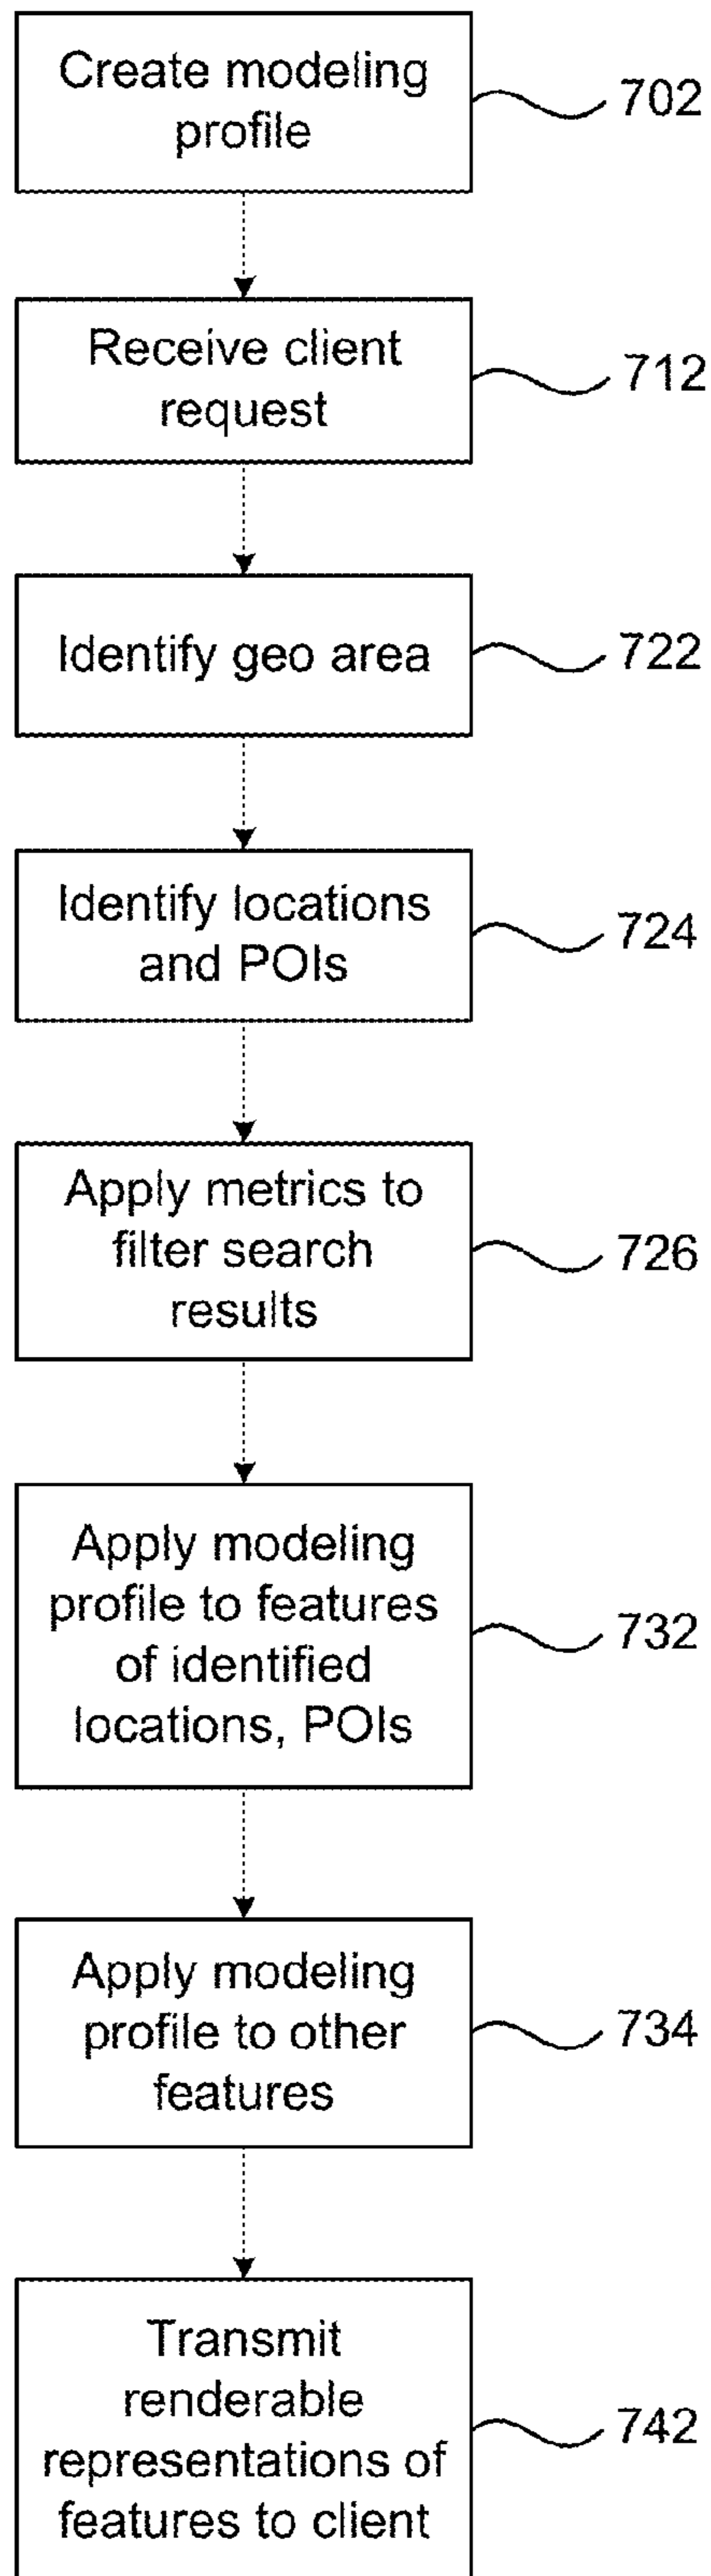 Create modeling
profile
702
Receive client
request
712
Identify geo area
722
Identify locations
and POIs
724
Apply metrics to
filter search
results
726
Apply modeling
profile to features
of identified
locations, POIs
732
Apply modeling
profile to other
features
734
Transmit
renderable
representations of
features to client
742